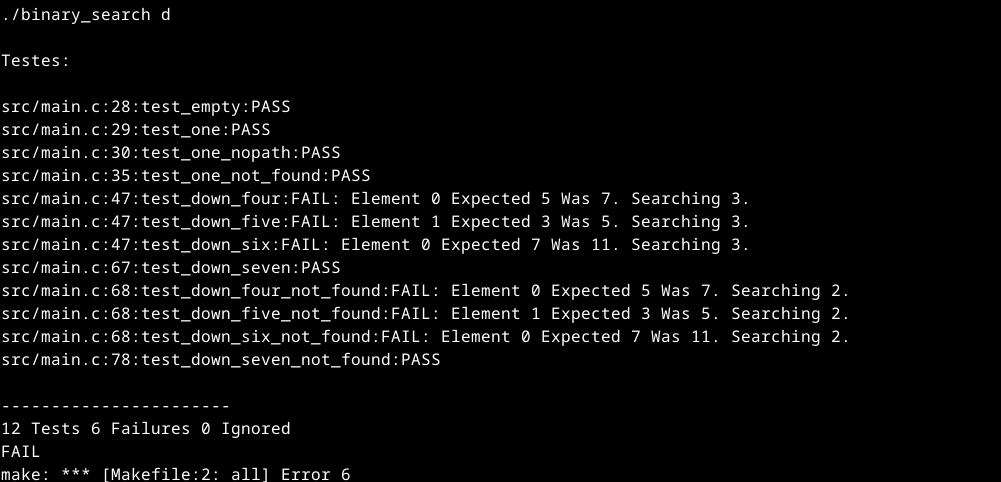 ./binary_search d
Testes:
src/main.c:28:test_empty:PASS
src/main.c:29:test_one:PASS
src/main.c:30:test_one_nopath:PASS
src/main.c:35:test_one_not_found:PASS
src/main.c:47:test_down_four:FAIL: Element 0 Expected 5 Was 7. Searching 3.
src/main.c:47:test_down_five:FAIL: Element 1 Expected 3 Was 5. Searching 3.
src/main.c:47:test_down_six:FAIL: Element 0 Expected 7 Was 11. Searching 3.
src/main.c:67:test_down_seven:PASS
src/main.c:68:test_down_four_not_found:FAIL: Element 0 Expected 5 Was 7. Searching 2.
src/main.c:68:test_down_five_not_found:FAIL: Element 1 Expected 3 Was 5. Searching 2.
src/main.c:68:test_down_six_not_found:FAIL: Element 0 Expected 7 Was 11. Searching 2.
src/main.c:78:test_down_seven_not_found:PASS
-----------------------
12 Tests 6 Failures 0 Ignored
FAIL
make: *** [Makefile:2: all] Error 6